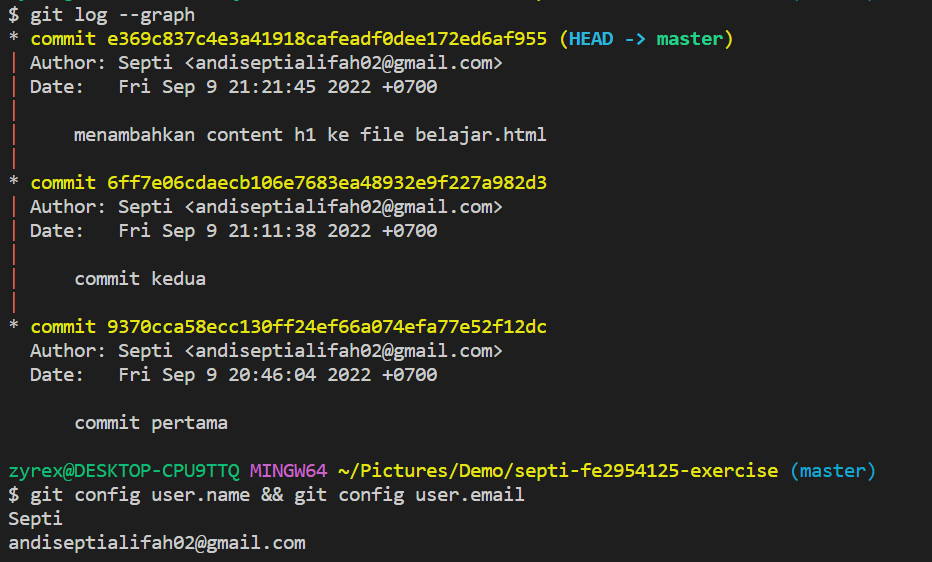 $ git log --graph
* commit e369c837c4e3a41918cafeadf0dee172ed6af955 (HEAD -> master)
| Author: Septi <andiseptialifah02@gmail.com>
| Date:   Fri Sep 9 21:21:45 2022 +0700
|
|     menambahkan content h1 ke file belajar.html
|
* commit 6ff7e06cdaecb106e7683ea48932e9f227a982d3
| Author: Septi <andiseptialifah02@gmail.com>
| Date:   Fri Sep 9 21:11:38 2022 +0700
|
|     commit kedua
|
* commit 9370cca58ecc130ff24ef66a074efa77e52f12dc
  Author: Septi <andiseptialifah02@gmail.com>
  Date:   Fri Sep 9 20:46:04 2022 +0700

      commit pertama

zyrex@DESKTOP-CPU9TTQ MINGW64 ~/Pictures/Demo/septi-fe2954125-exercise (master)
$ git config user.name && git config user.email
Septi
andiseptialifah02@gmail.com